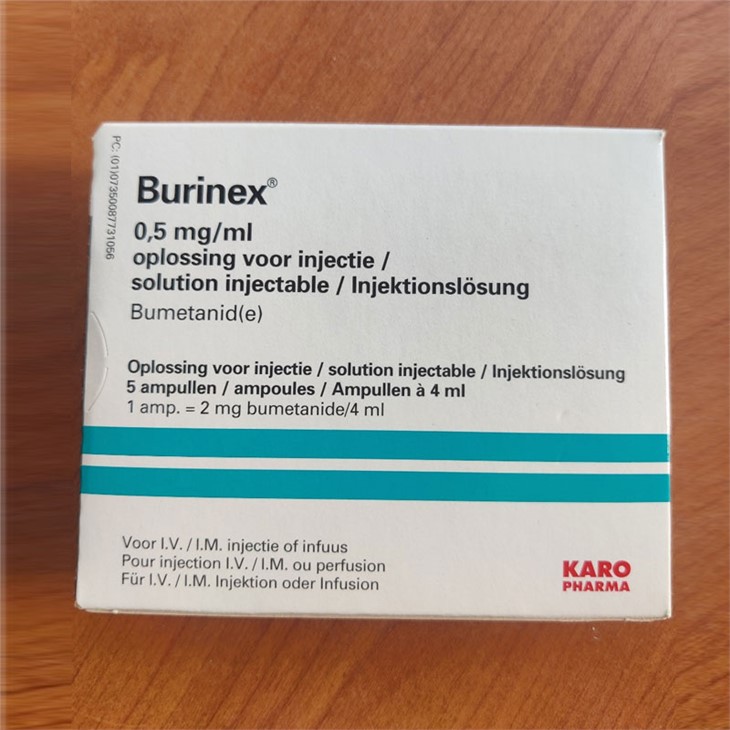 PC: (01)07350087731066
Burinex®
0,5 mg/ml
oplossing voor injectie /
solution injectable / Injektionslösung
Bumetanid(e)
Oplossing voor injectie / solution injectable / Injektionslösung
5 ampullen / ampoules / Ampullen à 4 ml
1 amp. = 2 mg bumetanide/4 ml
Voor I.V. / I.M. injectie of infuus
Pour injection I.V. / I.M. ou perfusion
Für I.V. / I.M. Injektion oder Infusion
KARO
PHARMA